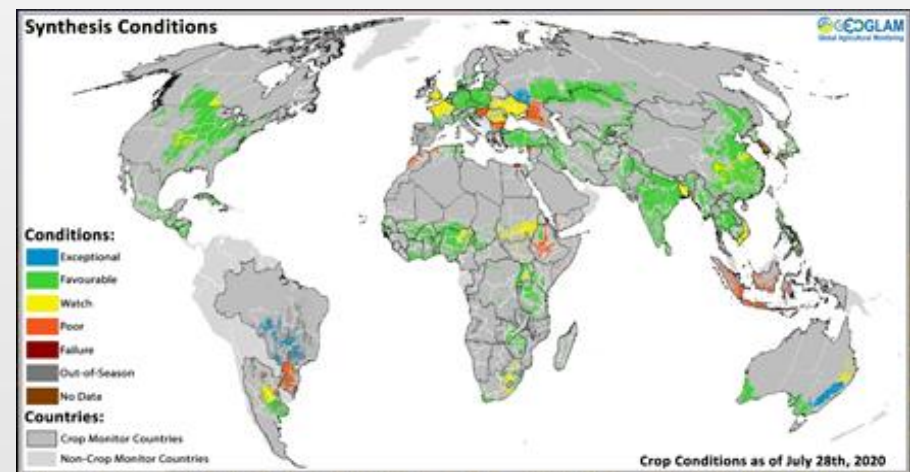 Synthesis Conditions
GEOGLAM
Global Agricultural Monitoring
Conditions:
Exceptional
Favourable
Watch
Poor
Failure
Out-of-Season
No Data
Countries:
Crop Monitor Countries
Non-Crop Monitor Countries
Crop Conditions as of July 28th, 2020